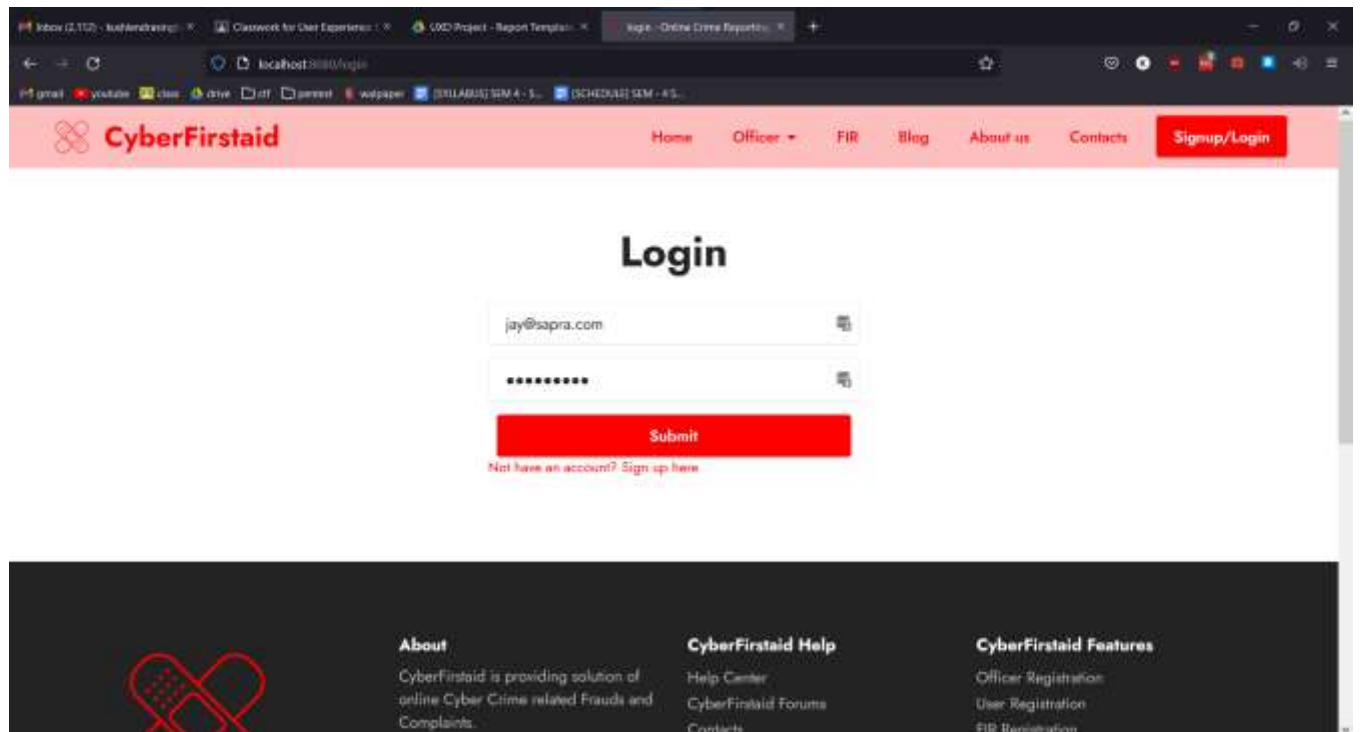 Inbox (2,112) - kushlendrasingh
Classwork for User Experience
UXD Project - Report Template
login - Online Crime Reporting
localhost:8080/login
gmail youtube class drive ctf pentest walpaper [SYLLABUS] SEM 4 - S... [SCHEDULE] SEM - 4 S...
CyberFirstaid Home Officer FIR Blog About us Contacts Signup/Login
Login
jay@sapra.com
•••••••••
Submit
Not have an account? Sign up here
About
CyberFirstaid is providing solution of
online Cyber Crime related Frauds and
Complaints.
CyberFirstaid Help
Help Center
CyberFirstaid Forums
Contacts
CyberFirstaid Features
Officer Registration
User Registration
FIR Registration